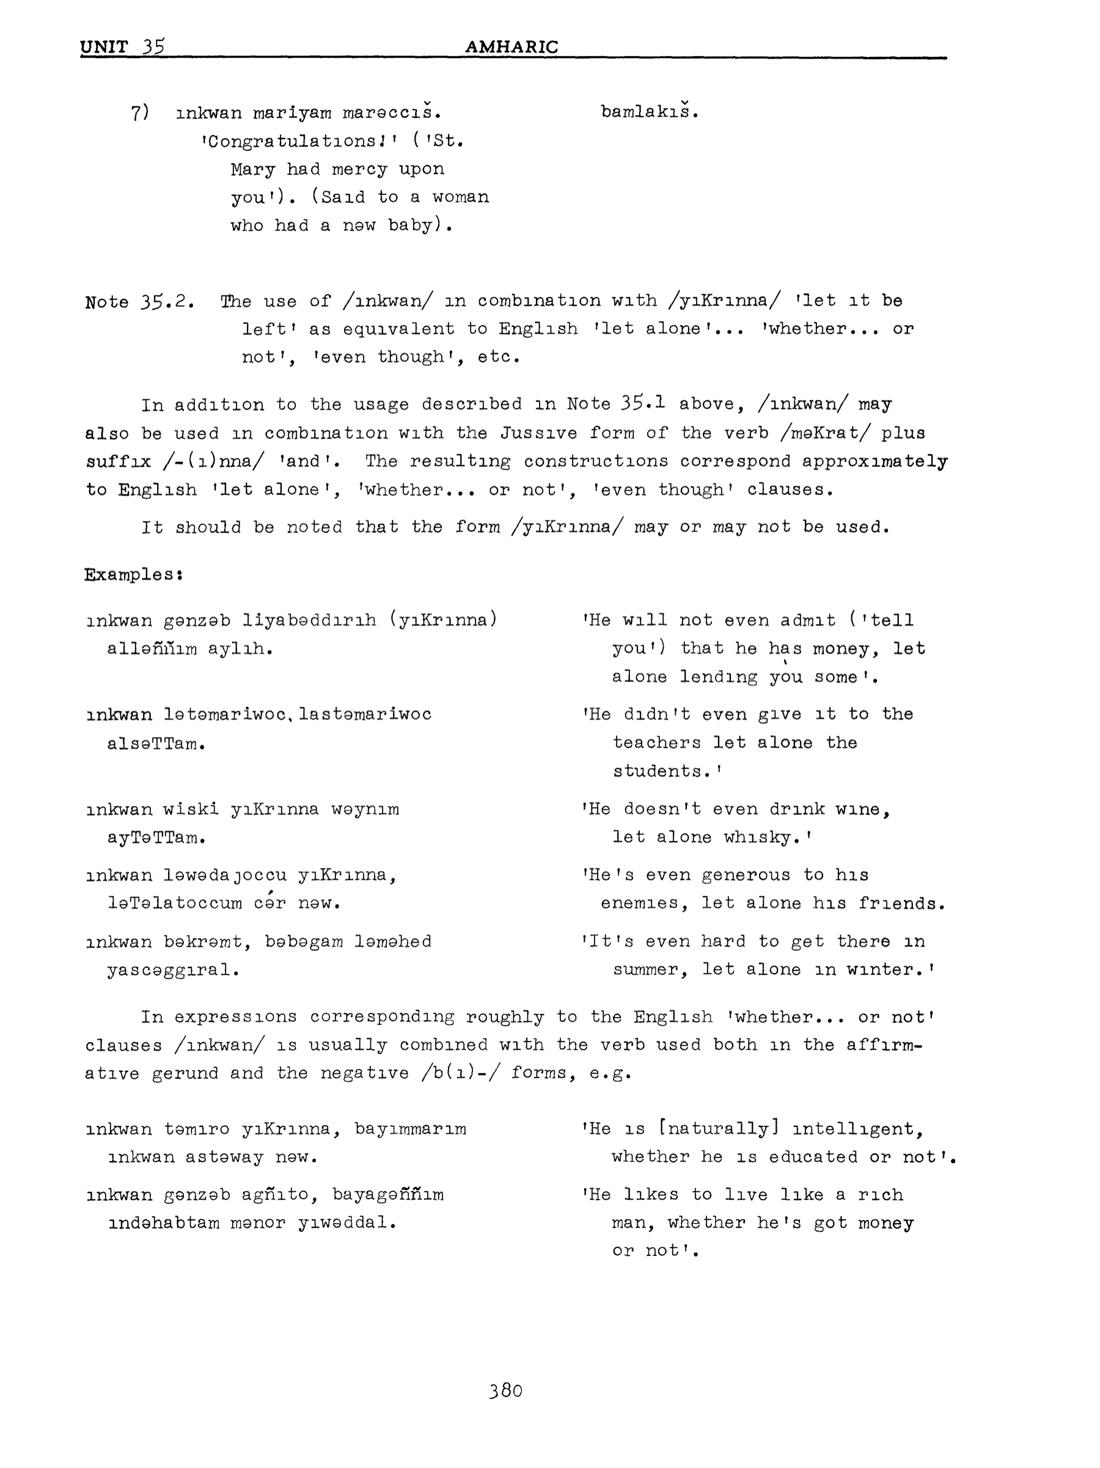 UNIT 35 AMHARIC
7) ınkwan mariyam marəccıš. bamlakıš.
'Congratulatıons!' ('St.
Mary had mercy upon
you'). (Saıd to a woman
who had a nəw baby).
Note 35.2. The use of /ınkwan/ ın combınatıon wıth /yıKrınna/ 'let ıt be
left' as equıvalent to Englısh 'let alone'... 'whether... or
not', 'even though', etc.
In addıtıon to the usage descrıbed ın Note 35.1 above, /ınkwan/ may
also be used ın combınatıon wıth the Jussıve form of the verb /məKrat/ plus
suffıx /-(ı)nna/ 'and'. The resultıng constructıons correspond approxımately
to Englısh 'let alone', 'whether... or not', 'even though' clauses.
It should be noted that the form /yıKrınna/ may or may not be used.
Examples:
ınkwan gənzəb liyabəddırıh (yıKrınna) 'He wıll not even admıt ('tell
alləññım aylıh. you') that he has money, let
alone lendıng you some'.
ınkwan lətəmariwoc, lastəmariwoc 'He dıdn't even gıve ıt to the
alsəTTam. teachers let alone the
students.'
ınkwan wiski yıKrınna wəynım 'He doesn't even drınk wıne,
ayTəTTam. let alone whısky.'
ınkwan ləwədaȷoccu yıKrınna, 'He's even generous to hıs
ləTəlatoccum cə́r nəw. enemıes, let alone hıs frıends.
ınkwan bəkrəmt, bəbəgam ləməhed 'It's even hard to get there ın
yascəggıral. summer, let alone ın wınter.'
In expressıons correspondıng roughly to the Englısh 'whether... or not'
clauses /ınkwan/ ıs usually combıned wıth the verb used both ın the affırm-
atıve gerund and the negatıve /b(ı)-/ forms, e.g.
ınkwan təmıro yıKrınna, bayımmarım 'He ıs [naturally] ıntellıgent,
ınkwan astəway nəw. whether he ıs educated or not'.
ınkwan gənzəb agñıto, bayagəññım 'He lıkes to lıve lıke a rıch
ındəhabtam mənor yıwəddal. man, whether he's got money
or not'.
380